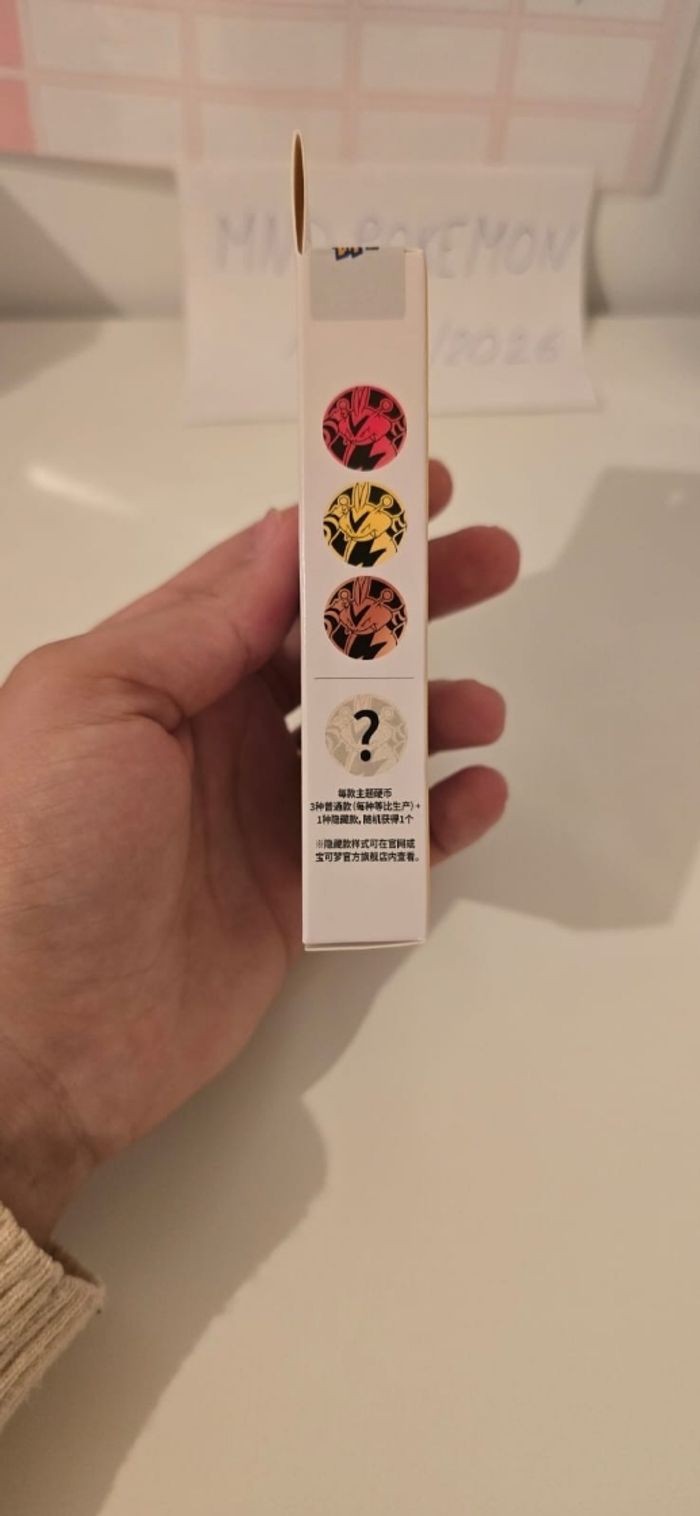 POKEMON
/2026
?
每款主题硬币
3种普通款(每种等比生产)+
1种隐藏款,随机获得1个
※隐藏款样式可在官网或
宝可梦官方旗舰店内查看。